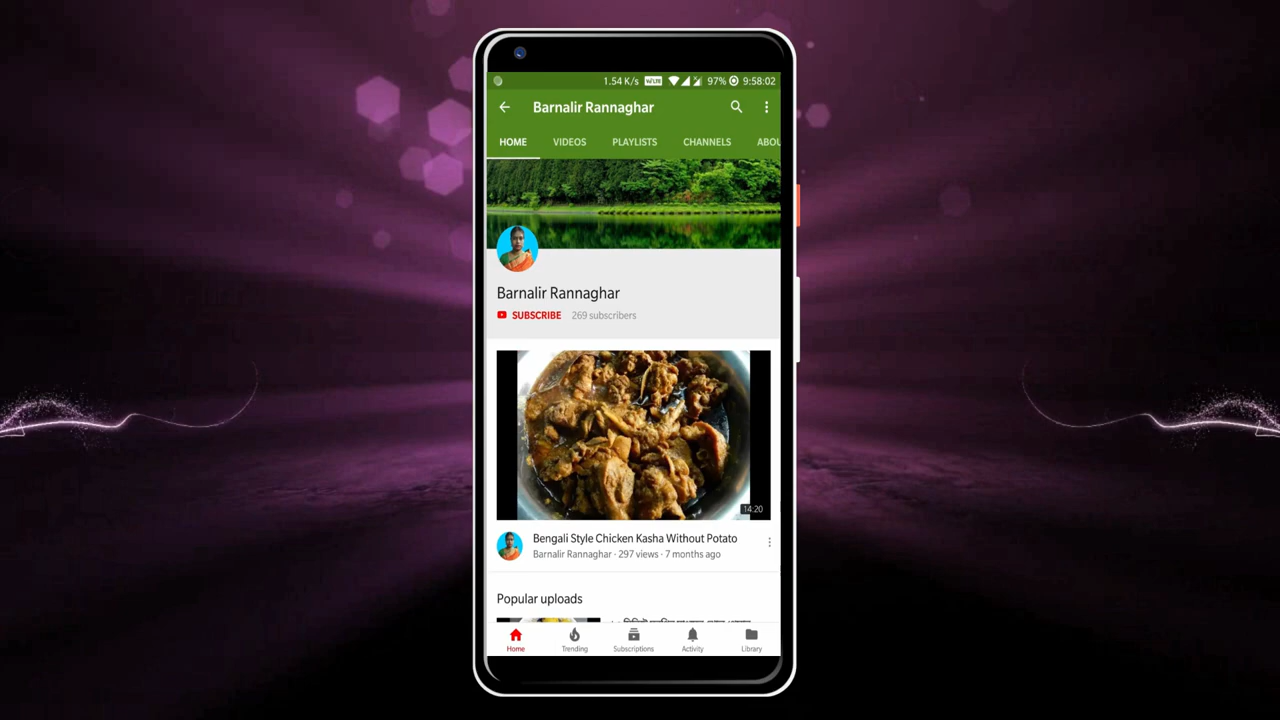 1.54 K/s VoLTE 97% 9:58:02
Barnalir Rannaghar
HOME VIDEOS PLAYLISTS CHANNELS ABOU
Barnalir Rannaghar
SUBSCRIBE 269 subscribers
14:20
Bengali Style Chicken Kasha Without Potato
Barnalir Rannaghar · 297 views · 7 months ago
Popular uploads
Home Trending Subscriptions Activity Library